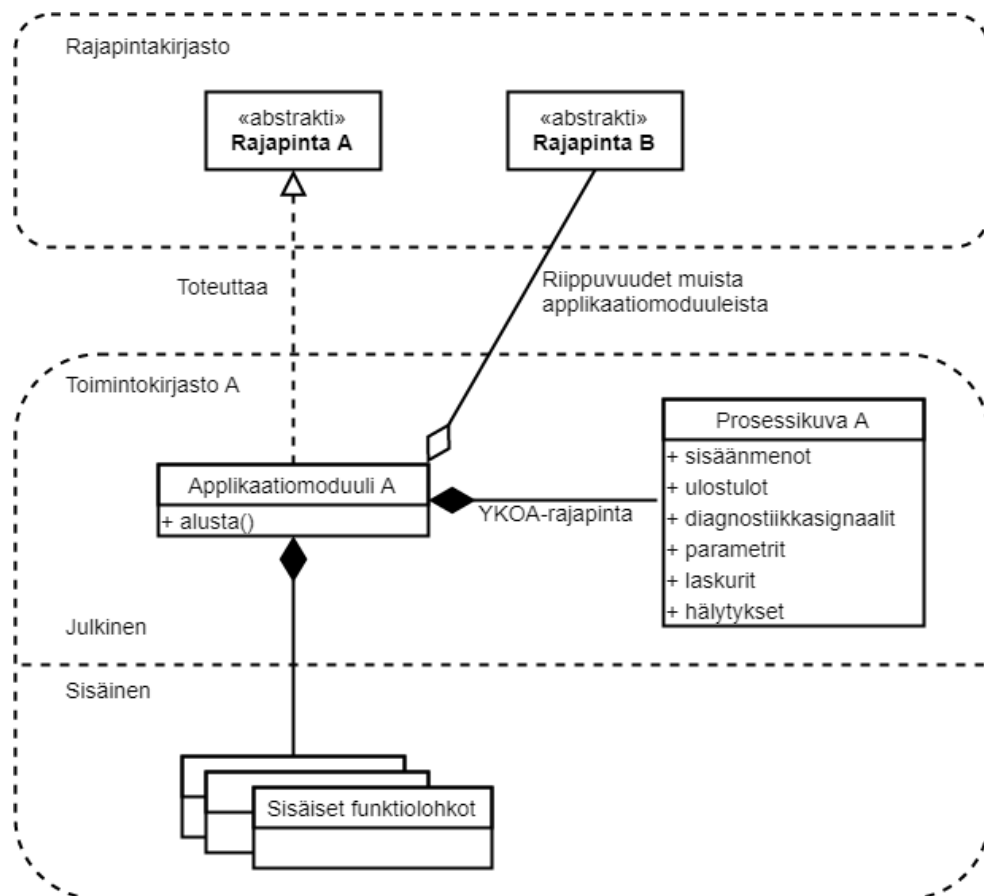 Rajapintakirjasto
«abstrakti»
Rajapinta A
«abstrakti»
Rajapinta B
Toteuttaa
Riippuvuudet muista
applikaatiomoduuleista
Toimintokirjasto A
Prosessikuva A
+ sisäänmenot
+ ulostulot
+ diagnostiikkasignaalit
+ parametrit
+ laskurit
+ hälytykset
Applikaatiomoduuli A
+ alusta()
YKOA-rajapinta
Julkinen
Sisäinen
Sisäiset funktiolohkot